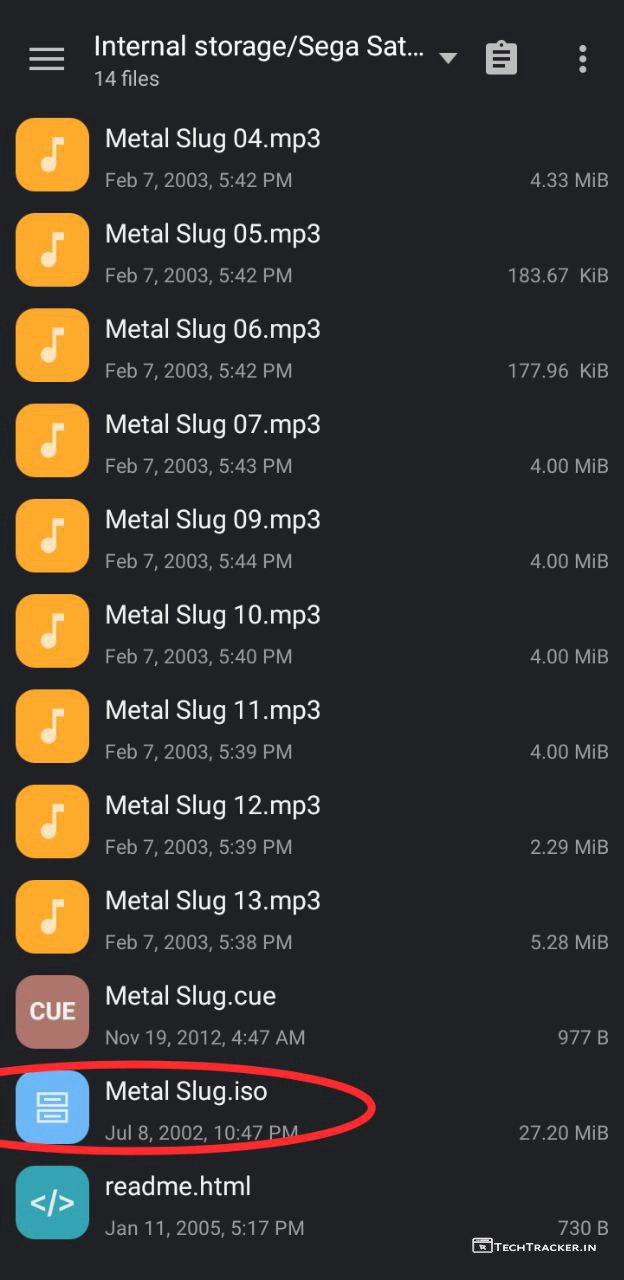 Internal storage/Sega Sat...
14 files
Metal Slug 04.mp3
Feb 7, 2003, 5:42 PM 4.33 MiB
Metal Slug 05.mp3
Feb 7, 2003, 5:42 PM 183.67 KiB
Metal Slug 06.mp3
Feb 7, 2003, 5:42 PM 177.96 KiB
Metal Slug 07.mp3
Feb 7, 2003, 5:43 PM 4.00 MiB
Metal Slug 09.mp3
Feb 7, 2003, 5:44 PM 4.00 MiB
Metal Slug 10.mp3
Feb 7, 2003, 5:40 PM 4.00 MiB
Metal Slug 11.mp3
Feb 7, 2003, 5:39 PM 4.00 MiB
Metal Slug 12.mp3
Feb 7, 2003, 5:39 PM 2.29 MiB
Metal Slug 13.mp3
Feb 7, 2003, 5:38 PM 5.28 MiB
CUE Metal Slug.cue
Nov 19, 2012, 4:47 AM 977 B
Metal Slug.iso
Jul 8, 2002, 10:47 PM 27.20 MiB
</> readme.html
Jan 11, 2005, 5:17 PM 730 B
TECHTRACKER.IN